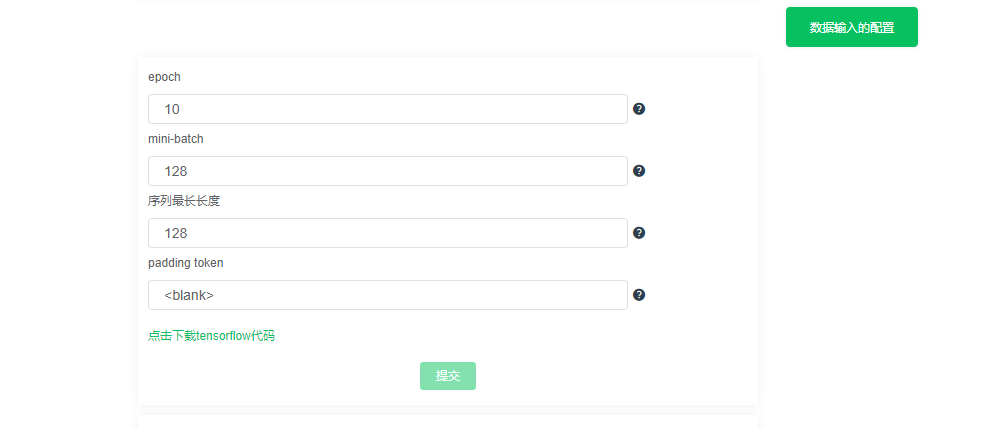 数据输入的配置
epoch
10
mini-batch
128
序列最长长度
128
padding token
<blank>
点击下载tensorflow代码
提交